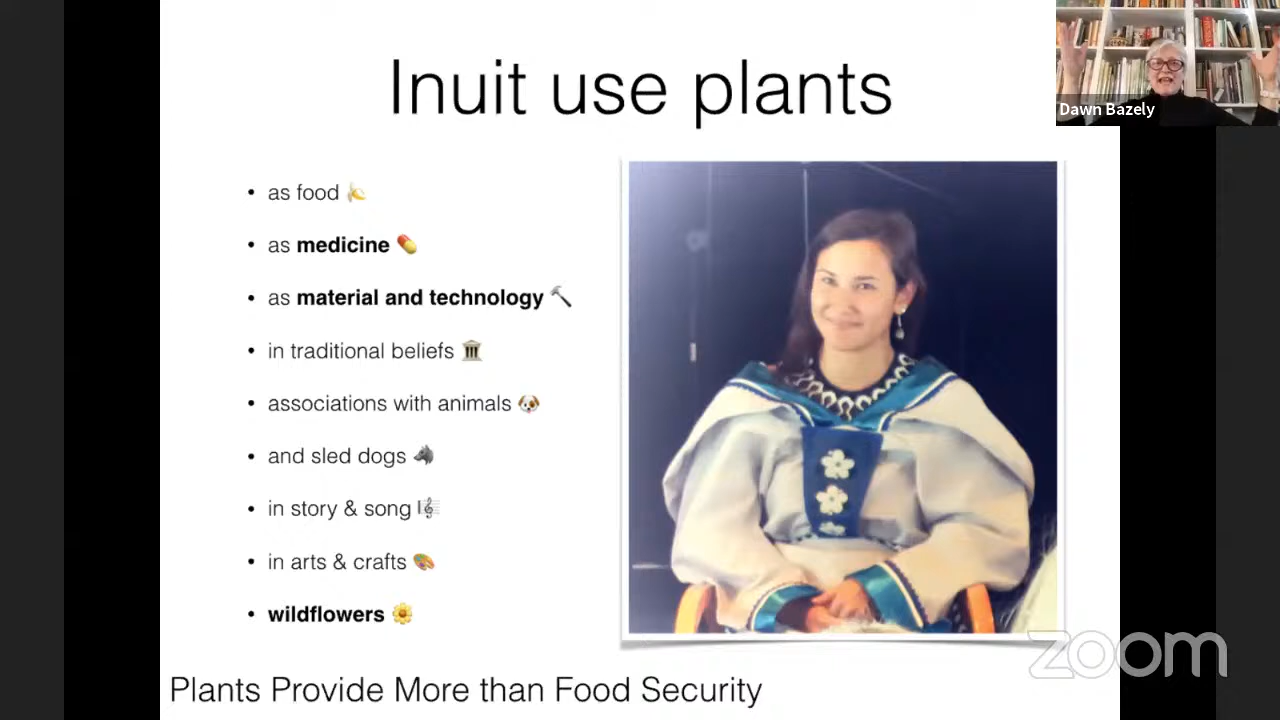 Inuit use plants
Dawn Bazely
• as food 🍌
• as medicine 💊
• as material and technology 🔨
• in traditional beliefs 🏛
• associations with animals 🐶
• and sled dogs 🐺
• in story & song 🎼
• in arts & crafts 🎨
• wildflowers 🌼
zoom
Plants Provide More than Food Security